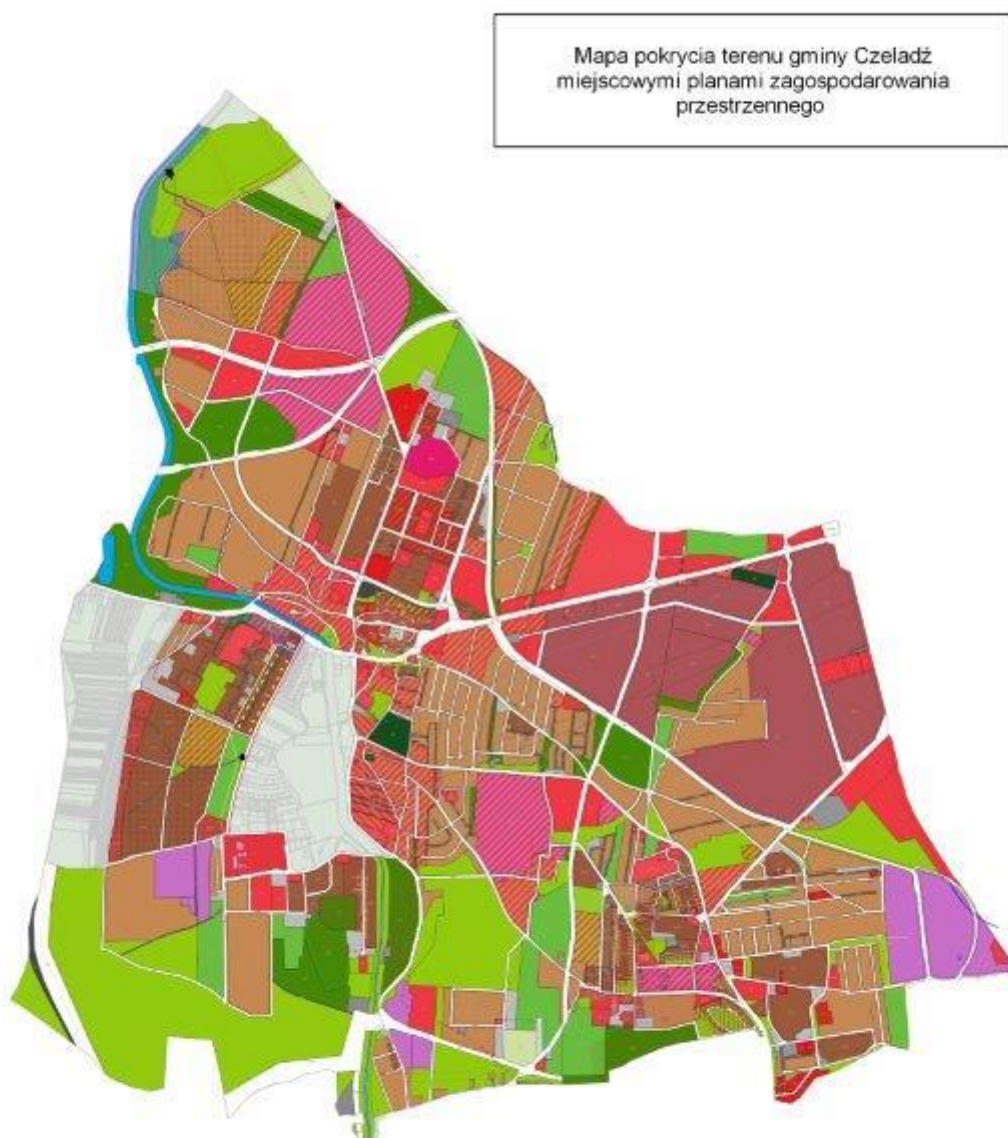 Mapa pokrycia terenu gminy Czeladź
miejscowymi planami zagospodarowania
przestrzennego